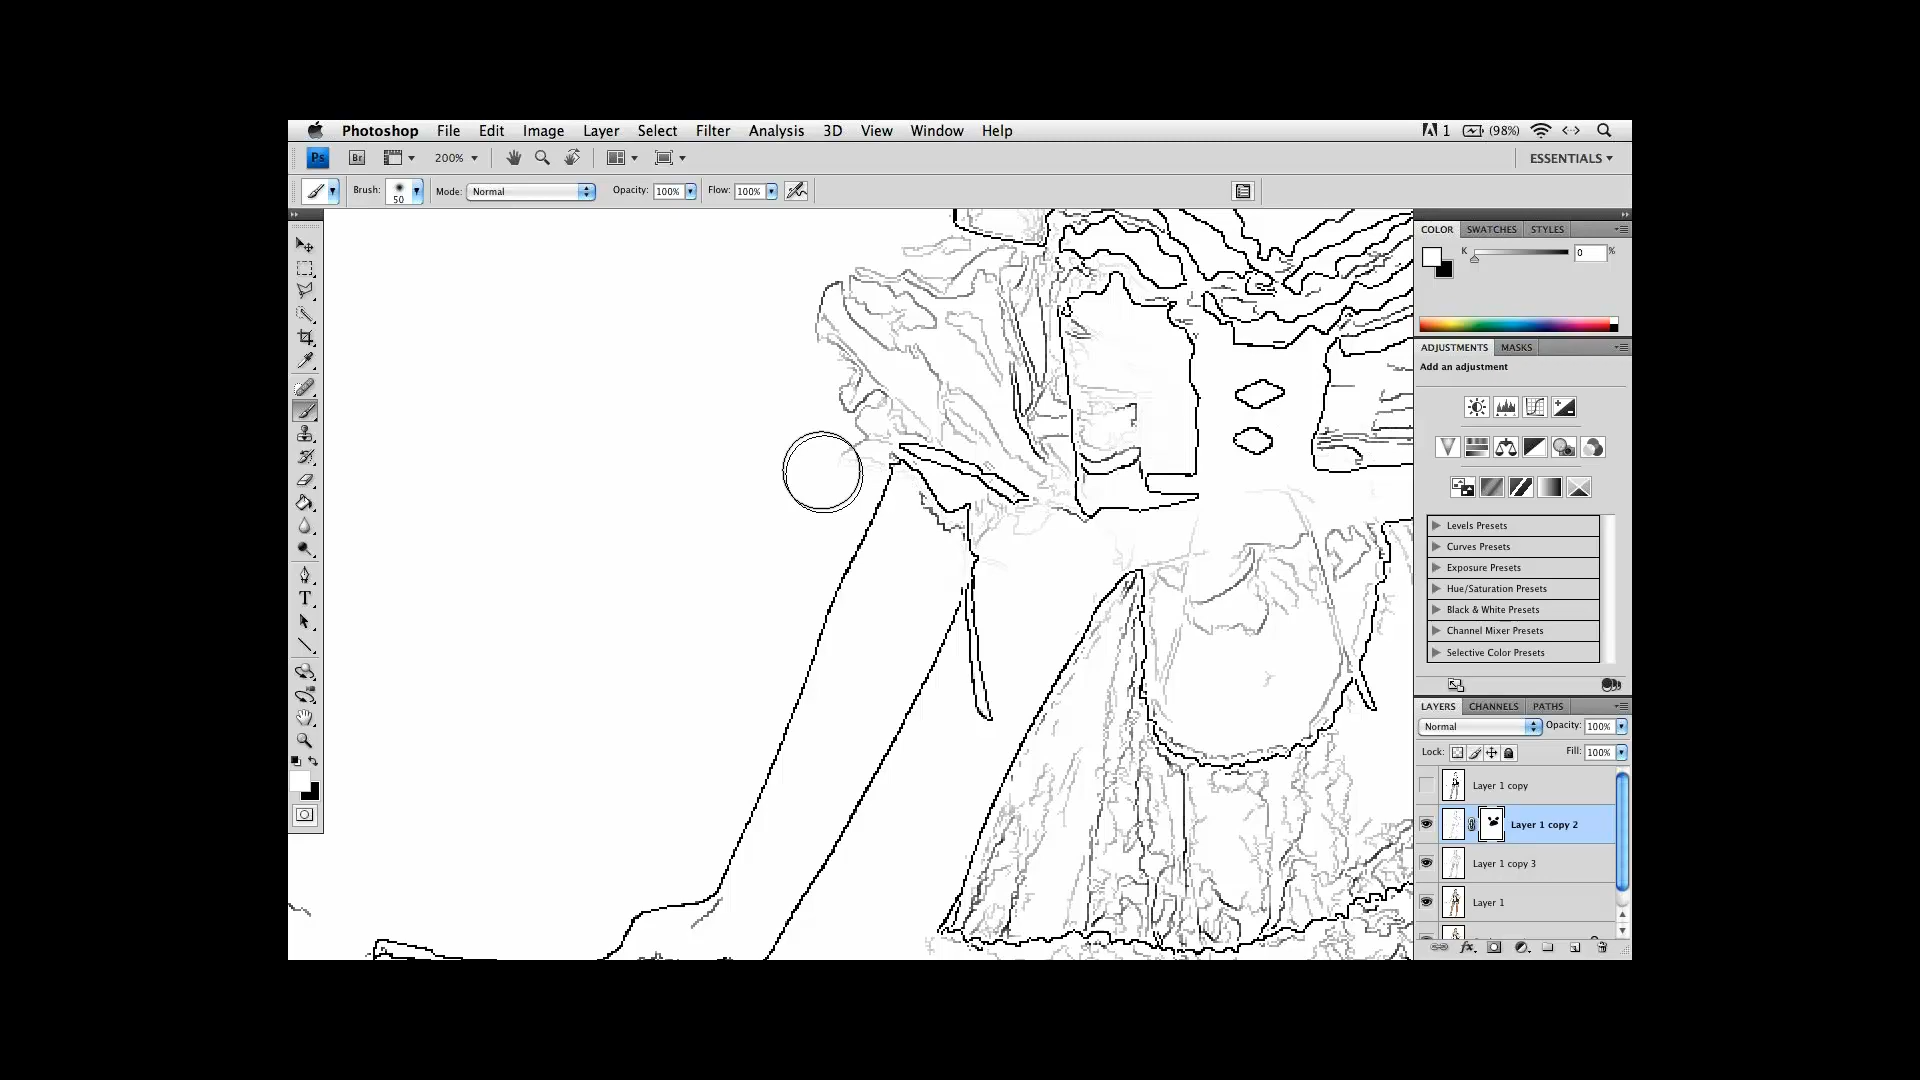 Photoshop File Edit Image Layer Select Filter Analysis 3D View Window Help 1 (98%)
Ps Br 200% ESSENTIALS
Brush: 50 Mode: Normal Opacity: 100% Flow: 100%
COLOR SWATCHES STYLES
K 0 %
ADJUSTMENTS MASKS
Add an adjustment
Levels Presets
Curves Presets
Exposure Presets
Hue/Saturation Presets
Black & White Presets
Channel Mixer Presets
Selective Color Presets
LAYERS CHANNELS PATHS
Normal Opacity: 100%
Lock: Fill: 100%
Layer 1 copy
Layer 1 copy 2
Layer 1 copy 3
Layer 1